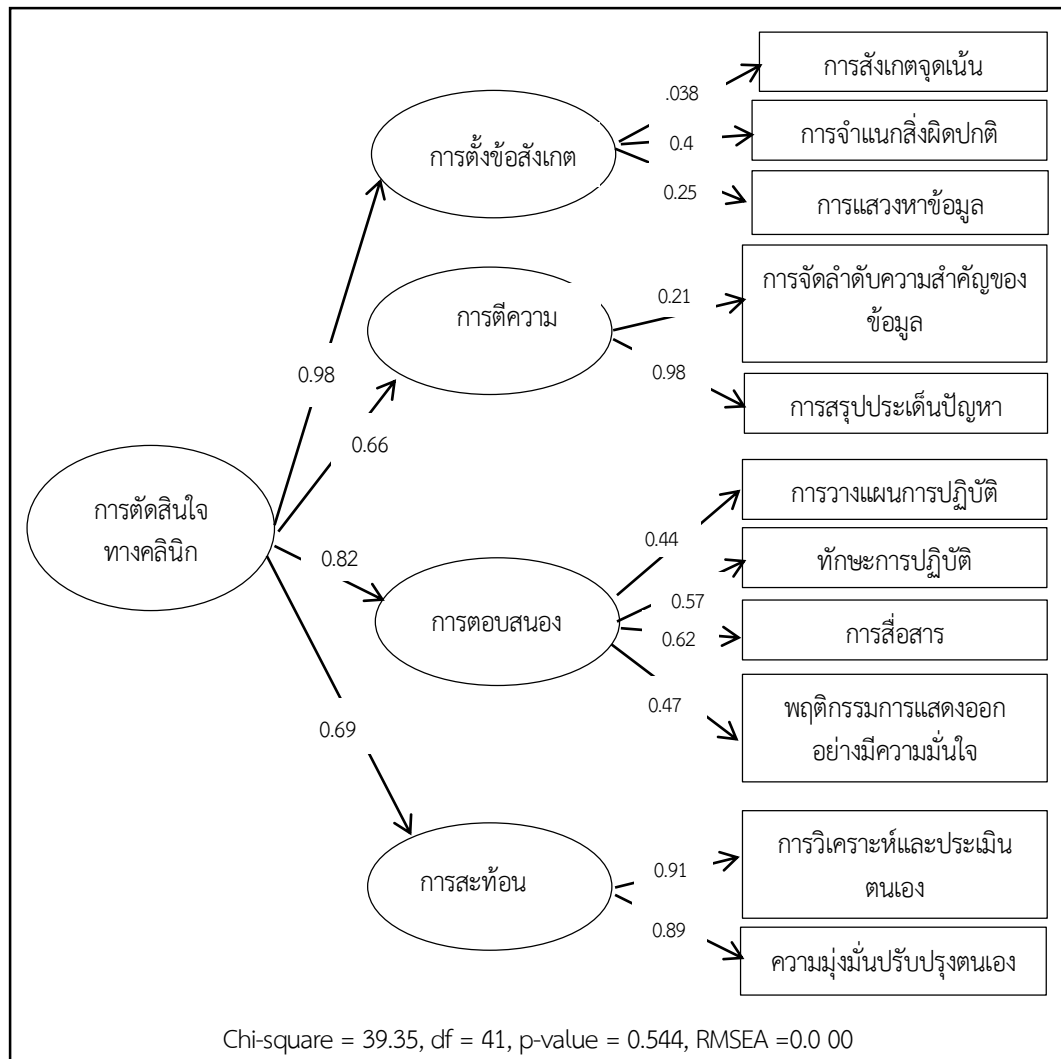 การสังเกตจุดเน้น
.038
การตั้งข้อสังเกต
0.4
การจำแนกสิ่งผิดปกติ
0.25
การแสวงหาข้อมูล
การจัดลำดับความสำคัญของ
ข้อมูล
0.21
การตีความ
0.98
0.98
การสรุปประเด็นปัญหา
0.66
การตัดสินใจ
ทางคลินิก
การวางแผนการปฏิบัติ
0.44
0.82
ทักษะการปฏิบัติ
0.57
การตอบสนอง
0.62
การสื่อสาร
0.47
พฤติกรรมการแสดงออก
อย่างมีความมั่นใจ
0.69
การวิเคราะห์และประเมิน
ตนเอง
0.91
การสะท้อน
0.89
ความมุ่งมั่นปรับปรุงตนเอง
Chi-square = 39.35, df = 41, p-value = 0.544, RMSEA =0.0 00